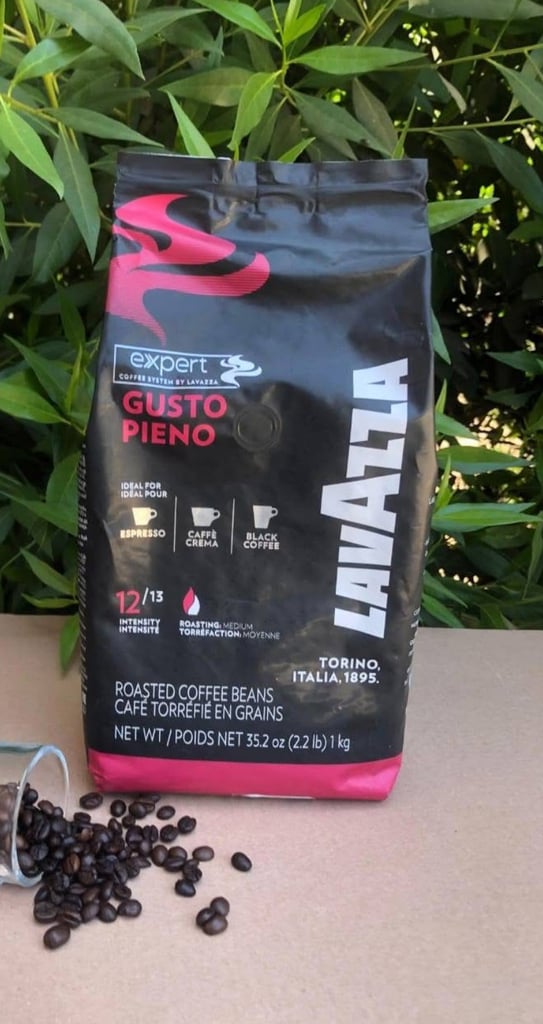 expert
COFFEE SYSTEM BY LAVAZZA
GUSTO
PIENO
LAVAZZA
IDEAL FOR
IDÉAL POUR
ESPRESSO
CAFFÈ
CREMA
BLACK
COFFEE
12/13
INTENSITY
INTENSITÉ
ROASTING: MEDIUM
TORRÉFACTION: MOYENNE
TORINO,
ITALIA, 1895.
ROASTED COFFEE BEANS
CAFÉ TORRÉFIÉ EN GRAINS
NET WT / POIDS NET 35.2 oz (2.2 lb) 1 kg